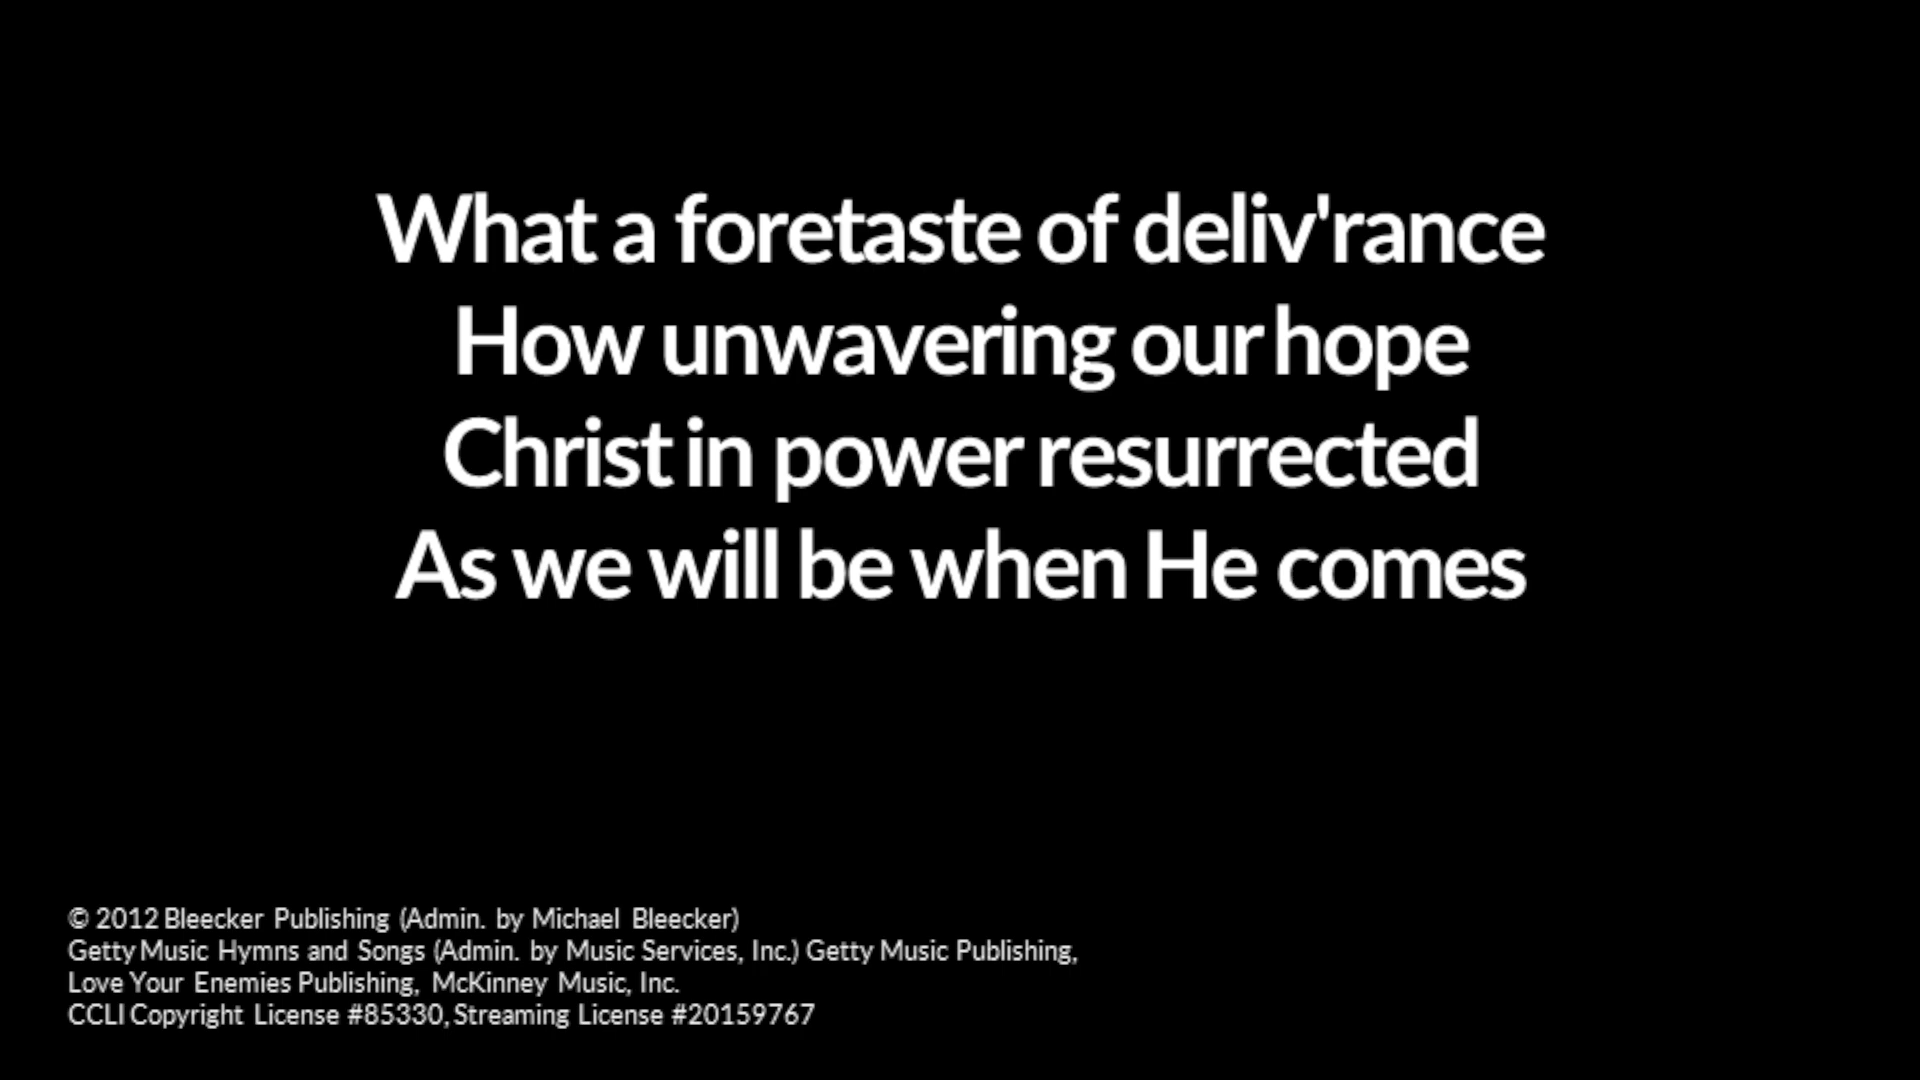 What a foretaste of deliv'rance
How unwavering our hope
Christ in power resurrected
As we will be when He comes
© 2012 Bleecker Publishing (Admin. by Michael Bleecker)
Getty Music Hymns and Songs (Admin. by Music Services, Inc.) Getty Music Publishing,
Love Your Enemies Publishing, McKinney Music, Inc.
CCLI Copyright License #85330, Streaming License #20159767